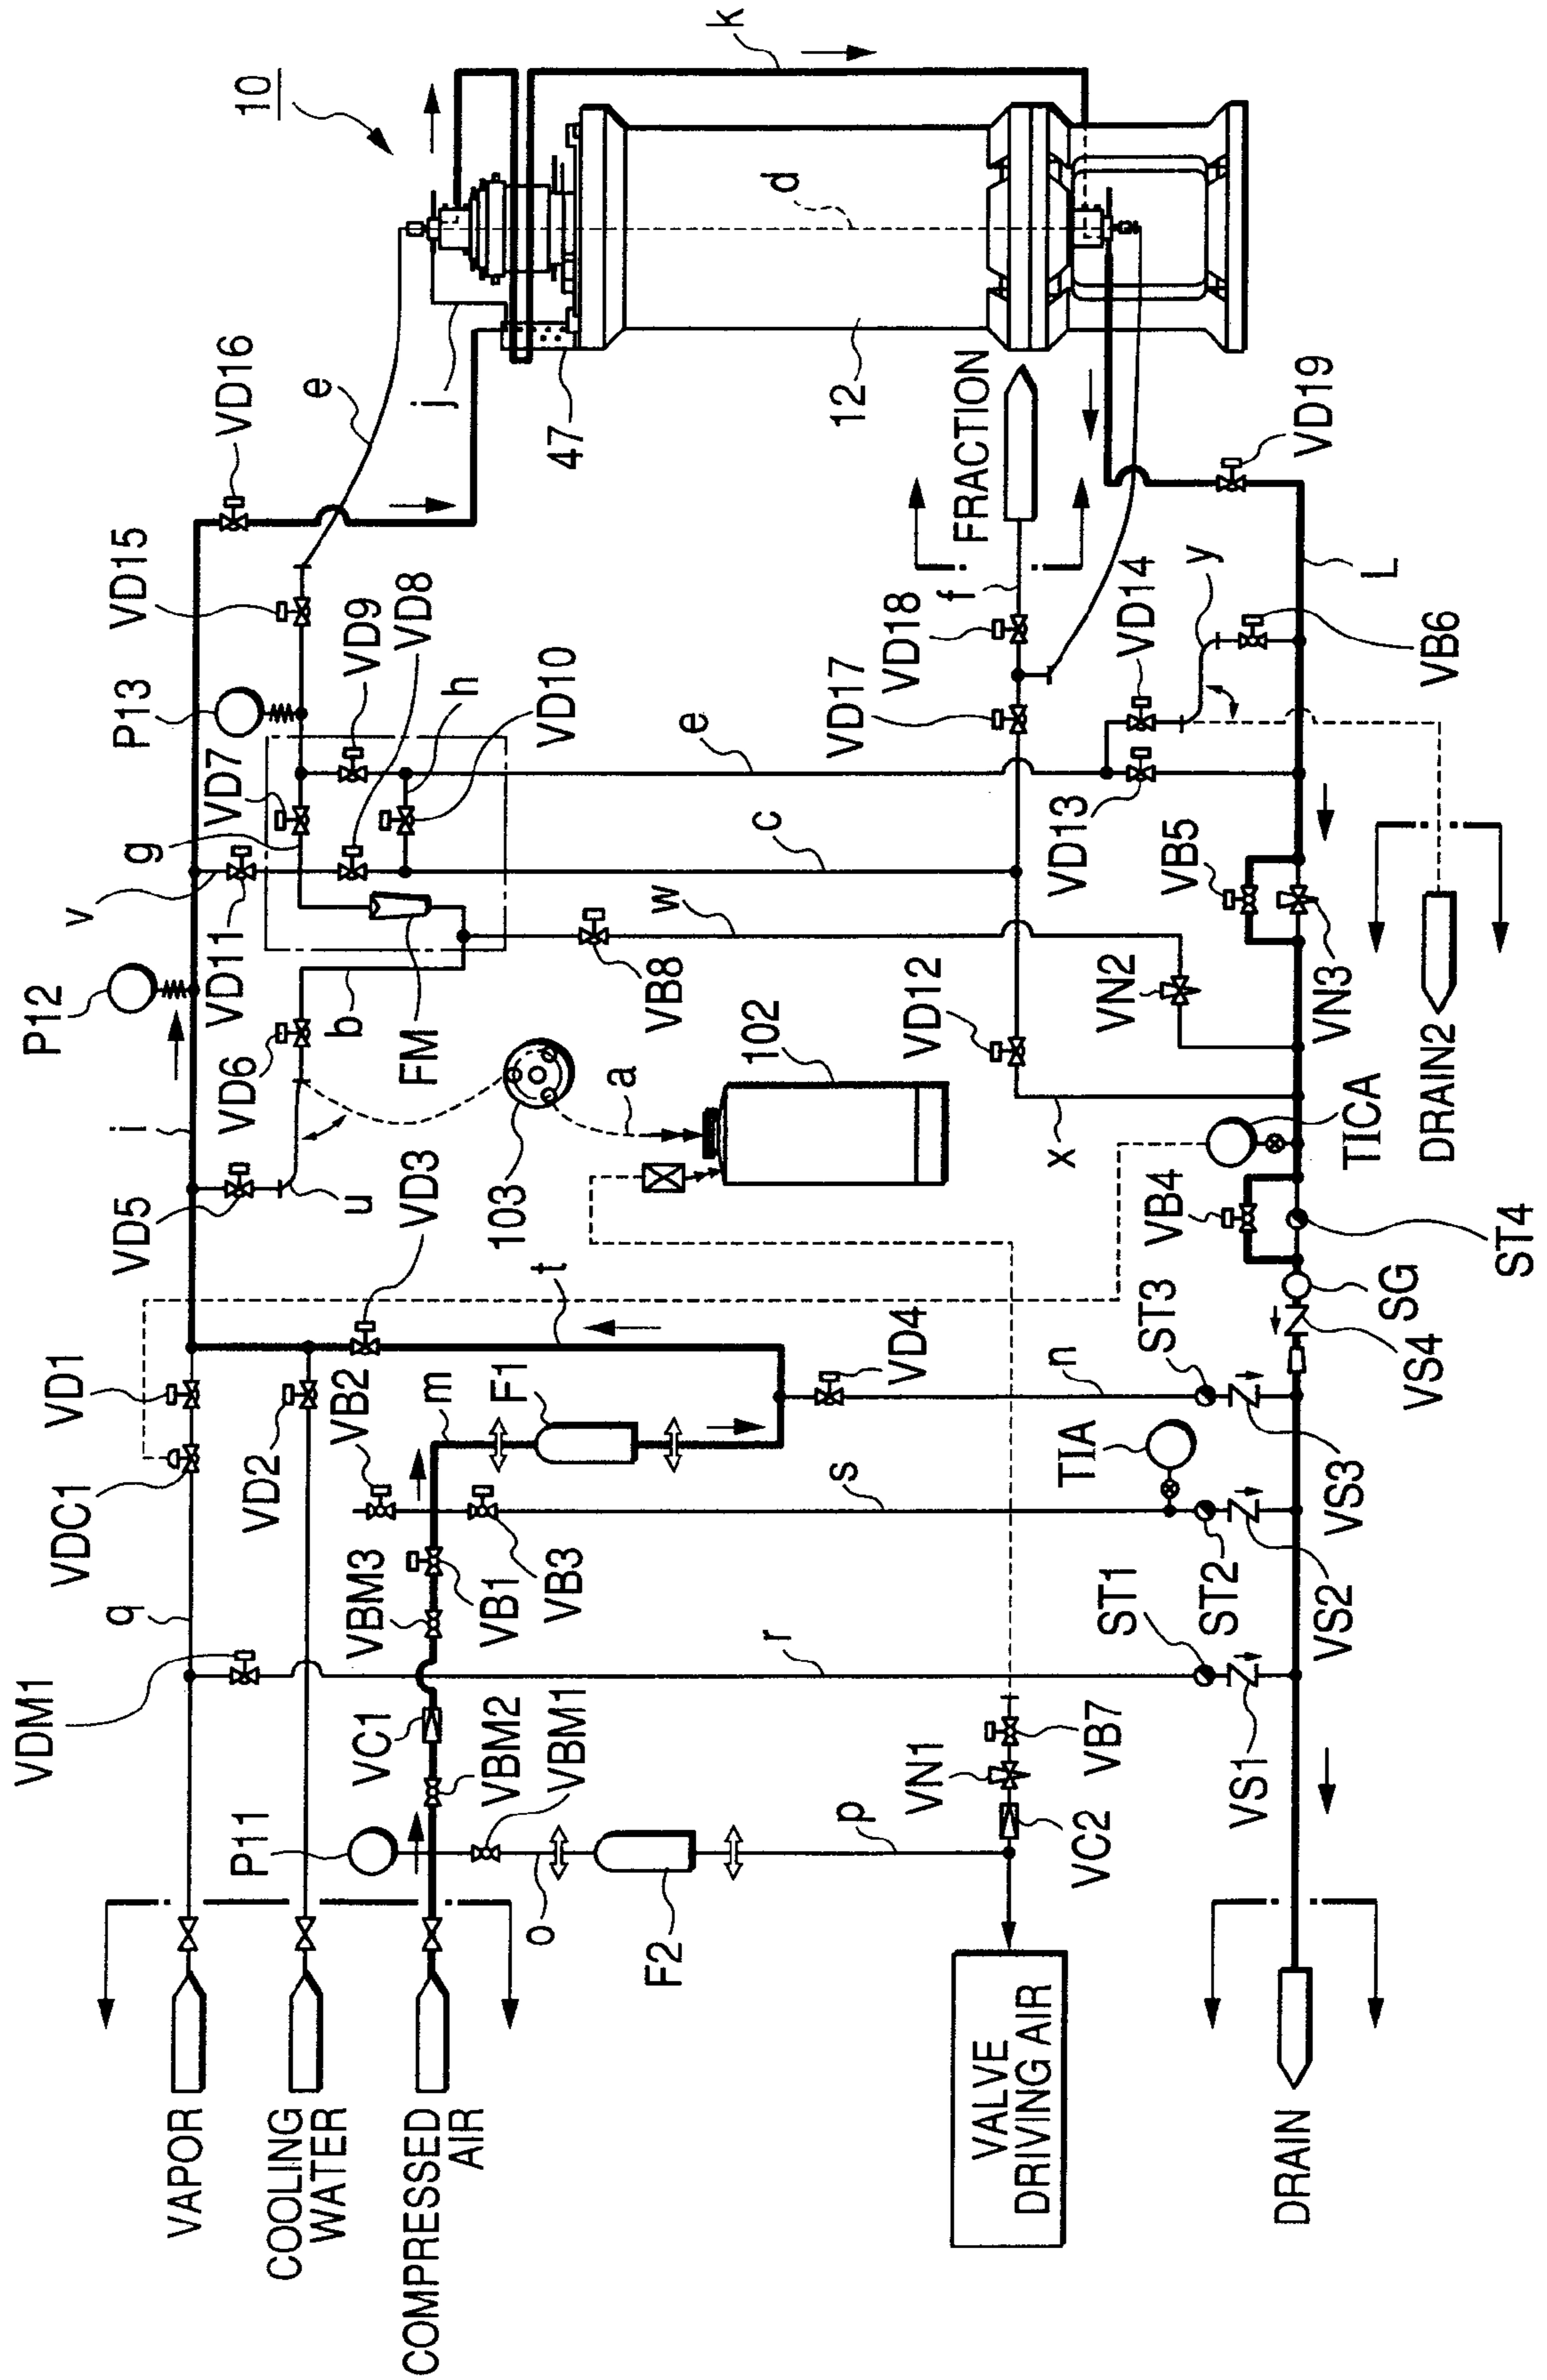 10
k
VD16
e
j
47
12
d
FRACTION
VD19
VD15
P13
VD9
VD8
h
VD10
VD7
g
v
VD11
P12
e
c
w
VD17
VD18
f
VD14
y
L
VB6
VD13
VB5
VN3
DRAIN2
VN2
VD12
VB8
b
FM
VD6
i
VD5
u
103
a
102
x
TICA
VB4
ST4
SG
VS4
VD3
t
VD4
ST3
n
VD1
VDC1
VD2
VB2
m
F1
s
TIA
VS3
q
VBM3
VB1
VB3
ST1
ST2
VS2
VDM1
r
VC1
VBM2
VBM1
VN1
VB7
VS1
P11
o
F2
p
VC2
VAPOR
COOLING
WATER
COMPRESSED
AIR
VALVE
DRIVING AIR
DRAIN